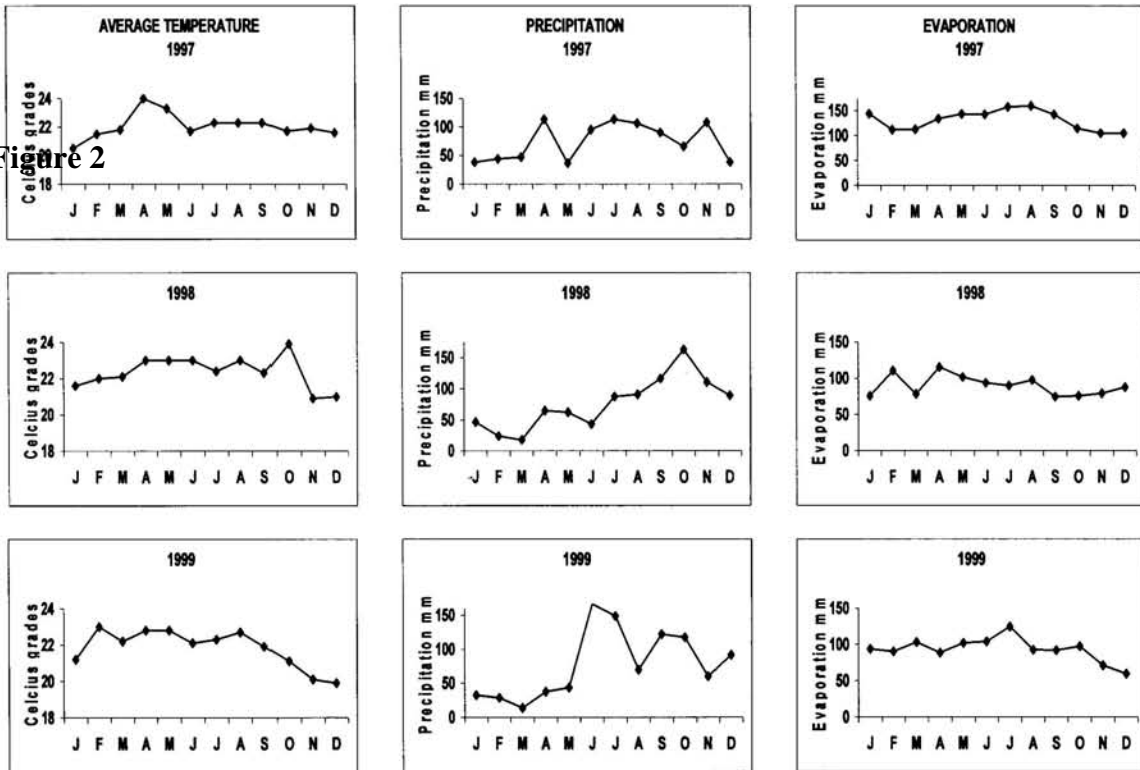 AVERAGE TEMPERATURE
1997
Celcius grades
24
22
20
18
J F M A M J J A S O N D
Figure 2
PRECIPITATION
1997
Precipitation mm
150
100
50
0
J F M A M J J A S O N D
EVAPORATION
1997
Evaporation mm
150
100
50
0
J F M A M J J A S O N D
1998
Celcius grades
24
22
20
18
J F M A M J J A S O N D
1998
Precipitation mm
150
100
50
0
J F M A M J J A S O N D
1998
Evaporation mm
150
100
50
0
J F M A M J J A S O N D
1999
Celcius grades
24
22
20
18
J F M A M J J A S O N D
1999
Precipitation mm
150
100
50
0
J F M A M J J A S O N D
1999
Evaporation mm
150
100
50
0
J F M A M J J A S O N D